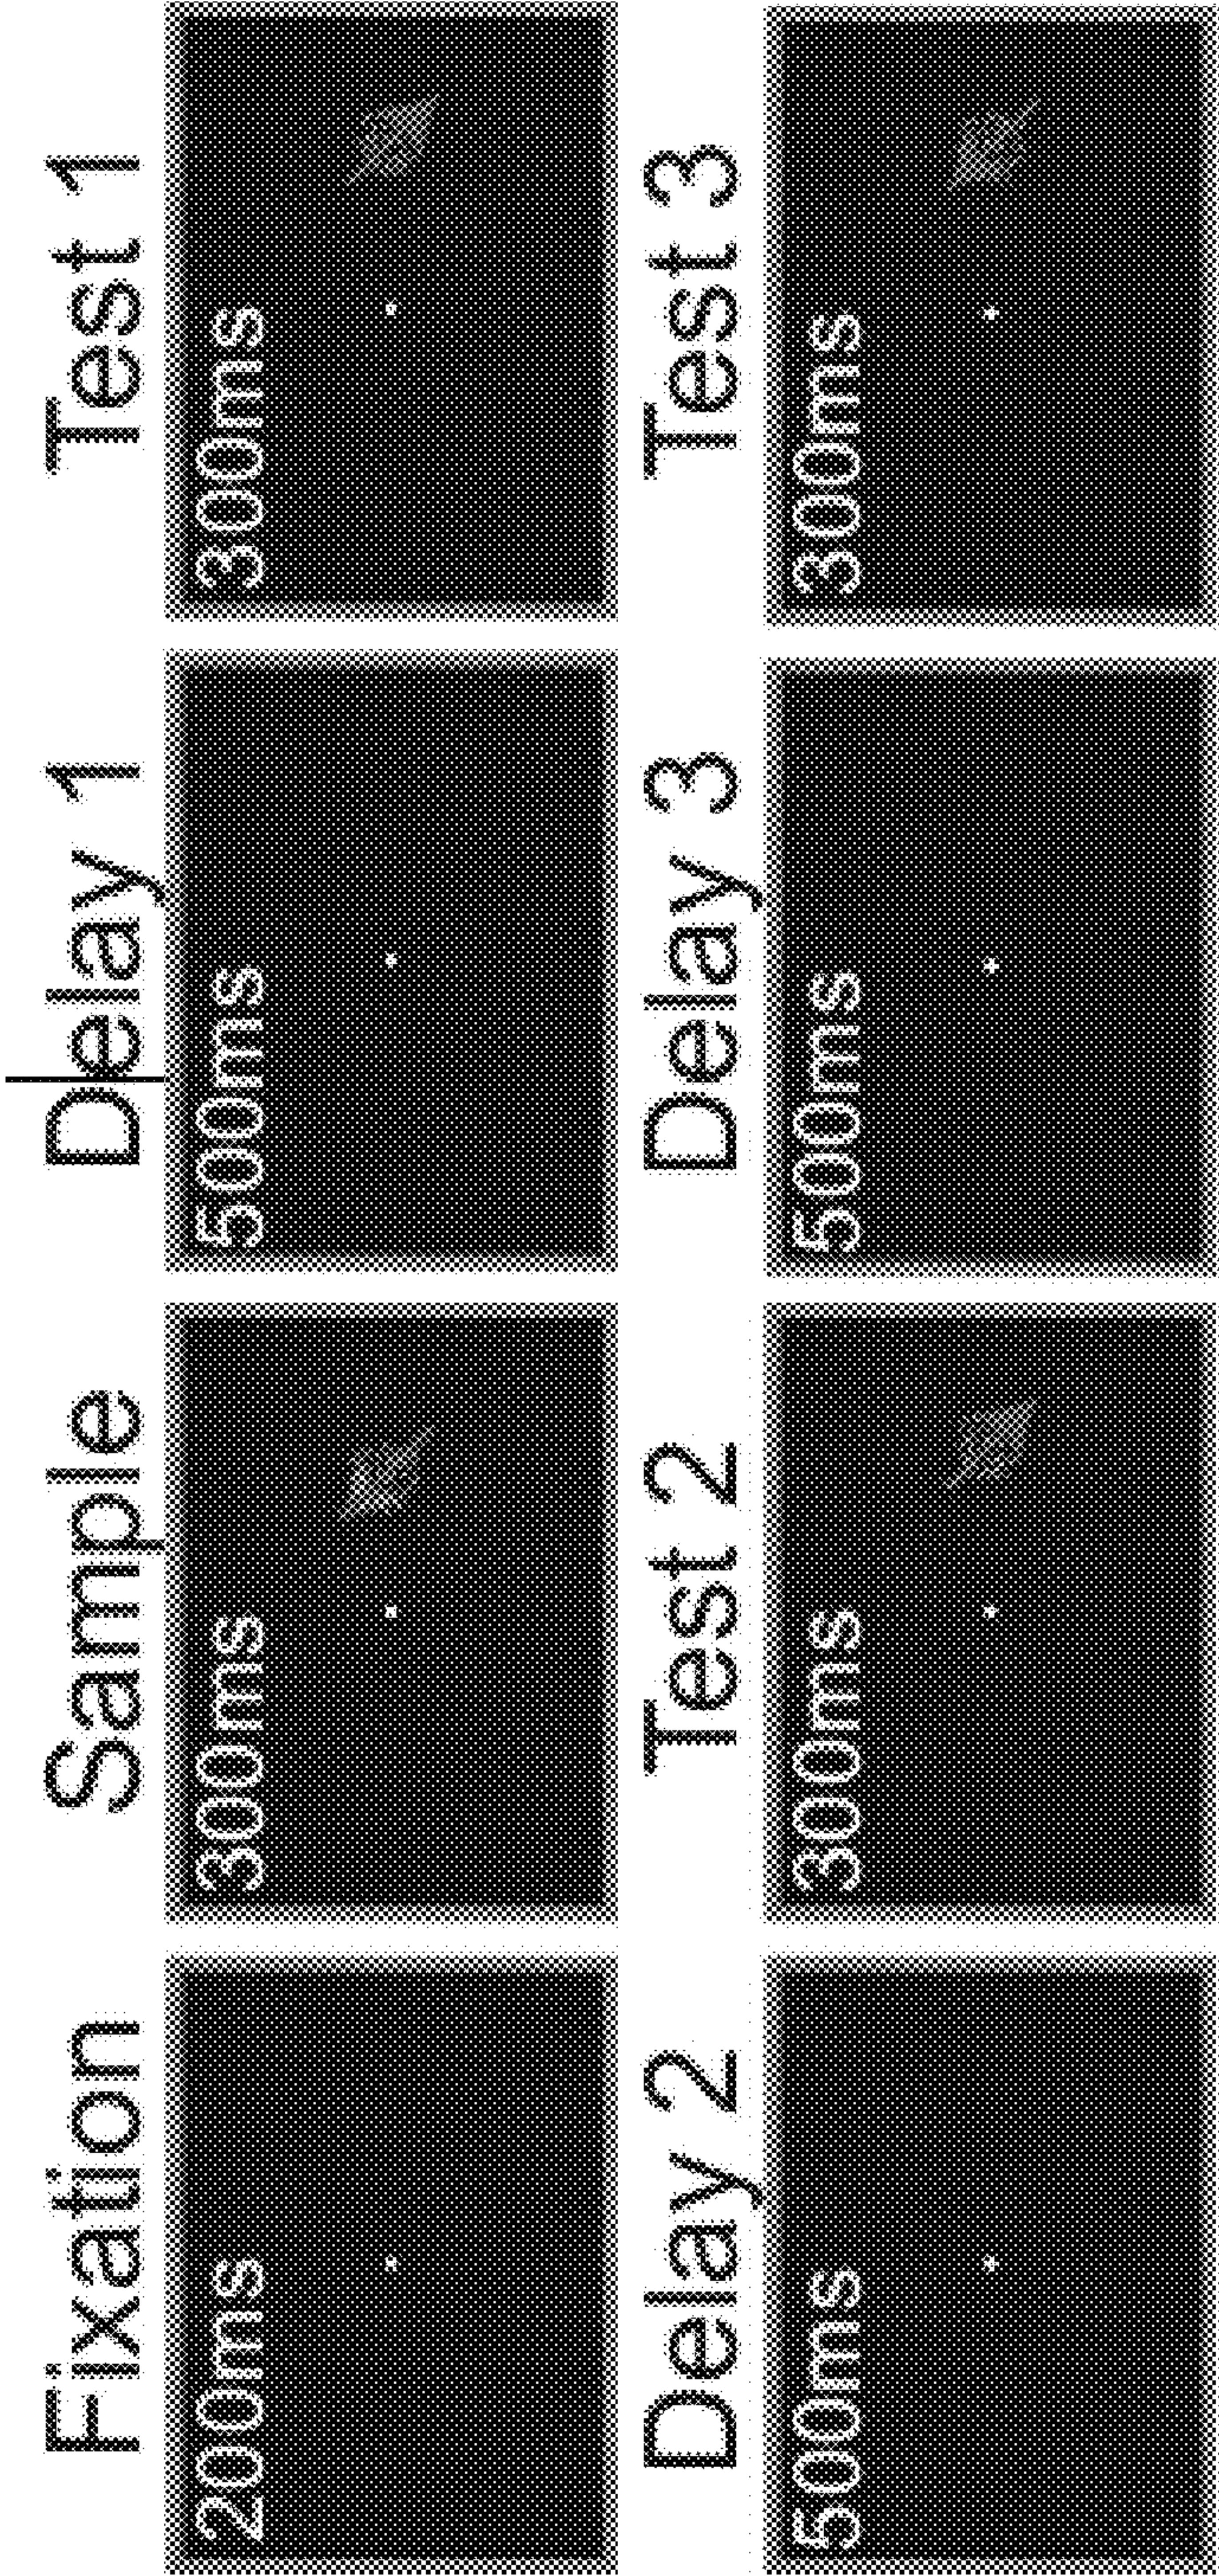 Fixation Sample Delay 1 Test 1
200ms 300ms 500ms 300ms
Delay 2 Test 2 Delay 3 Test 3
500ms 300ms 500ms 300ms